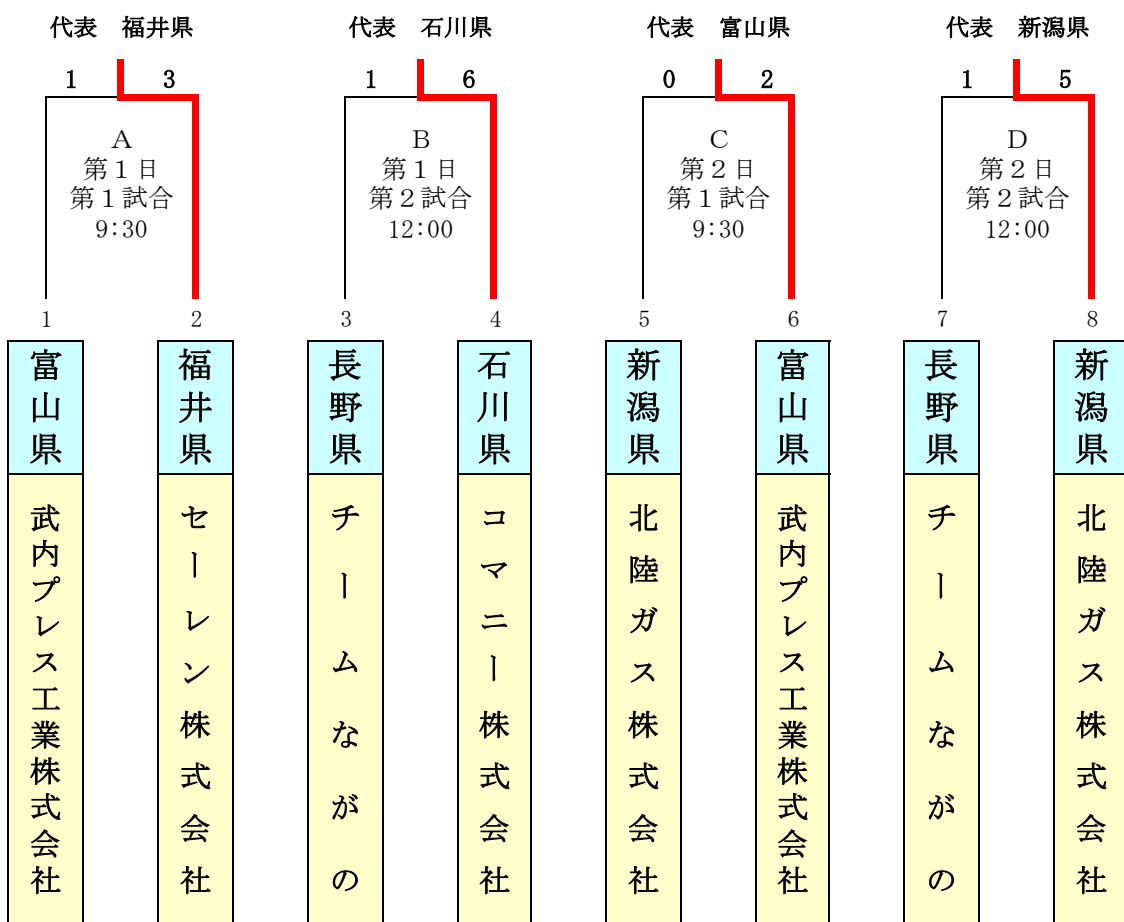 代表　福井県
代表　石川県
代表　富山県
代表　新潟県
1 3
1 6
0 2
1 5
A
第１日
第１試合
9:30
B
第１日
第２試合
12:00
C
第２日
第１試合
9:30
D
第２日
第２試合
12:00
1
2
3
4
5
6
7
8
富山県
福井県
長野県
石川県
新潟県
富山県
長野県
新潟県
武内プレス工業株式会社
セーレン株式会社
チームながの
コマニー株式会社
北陸ガス株式会社
武内プレス工業株式会社
チームながの
北陸ガス株式会社